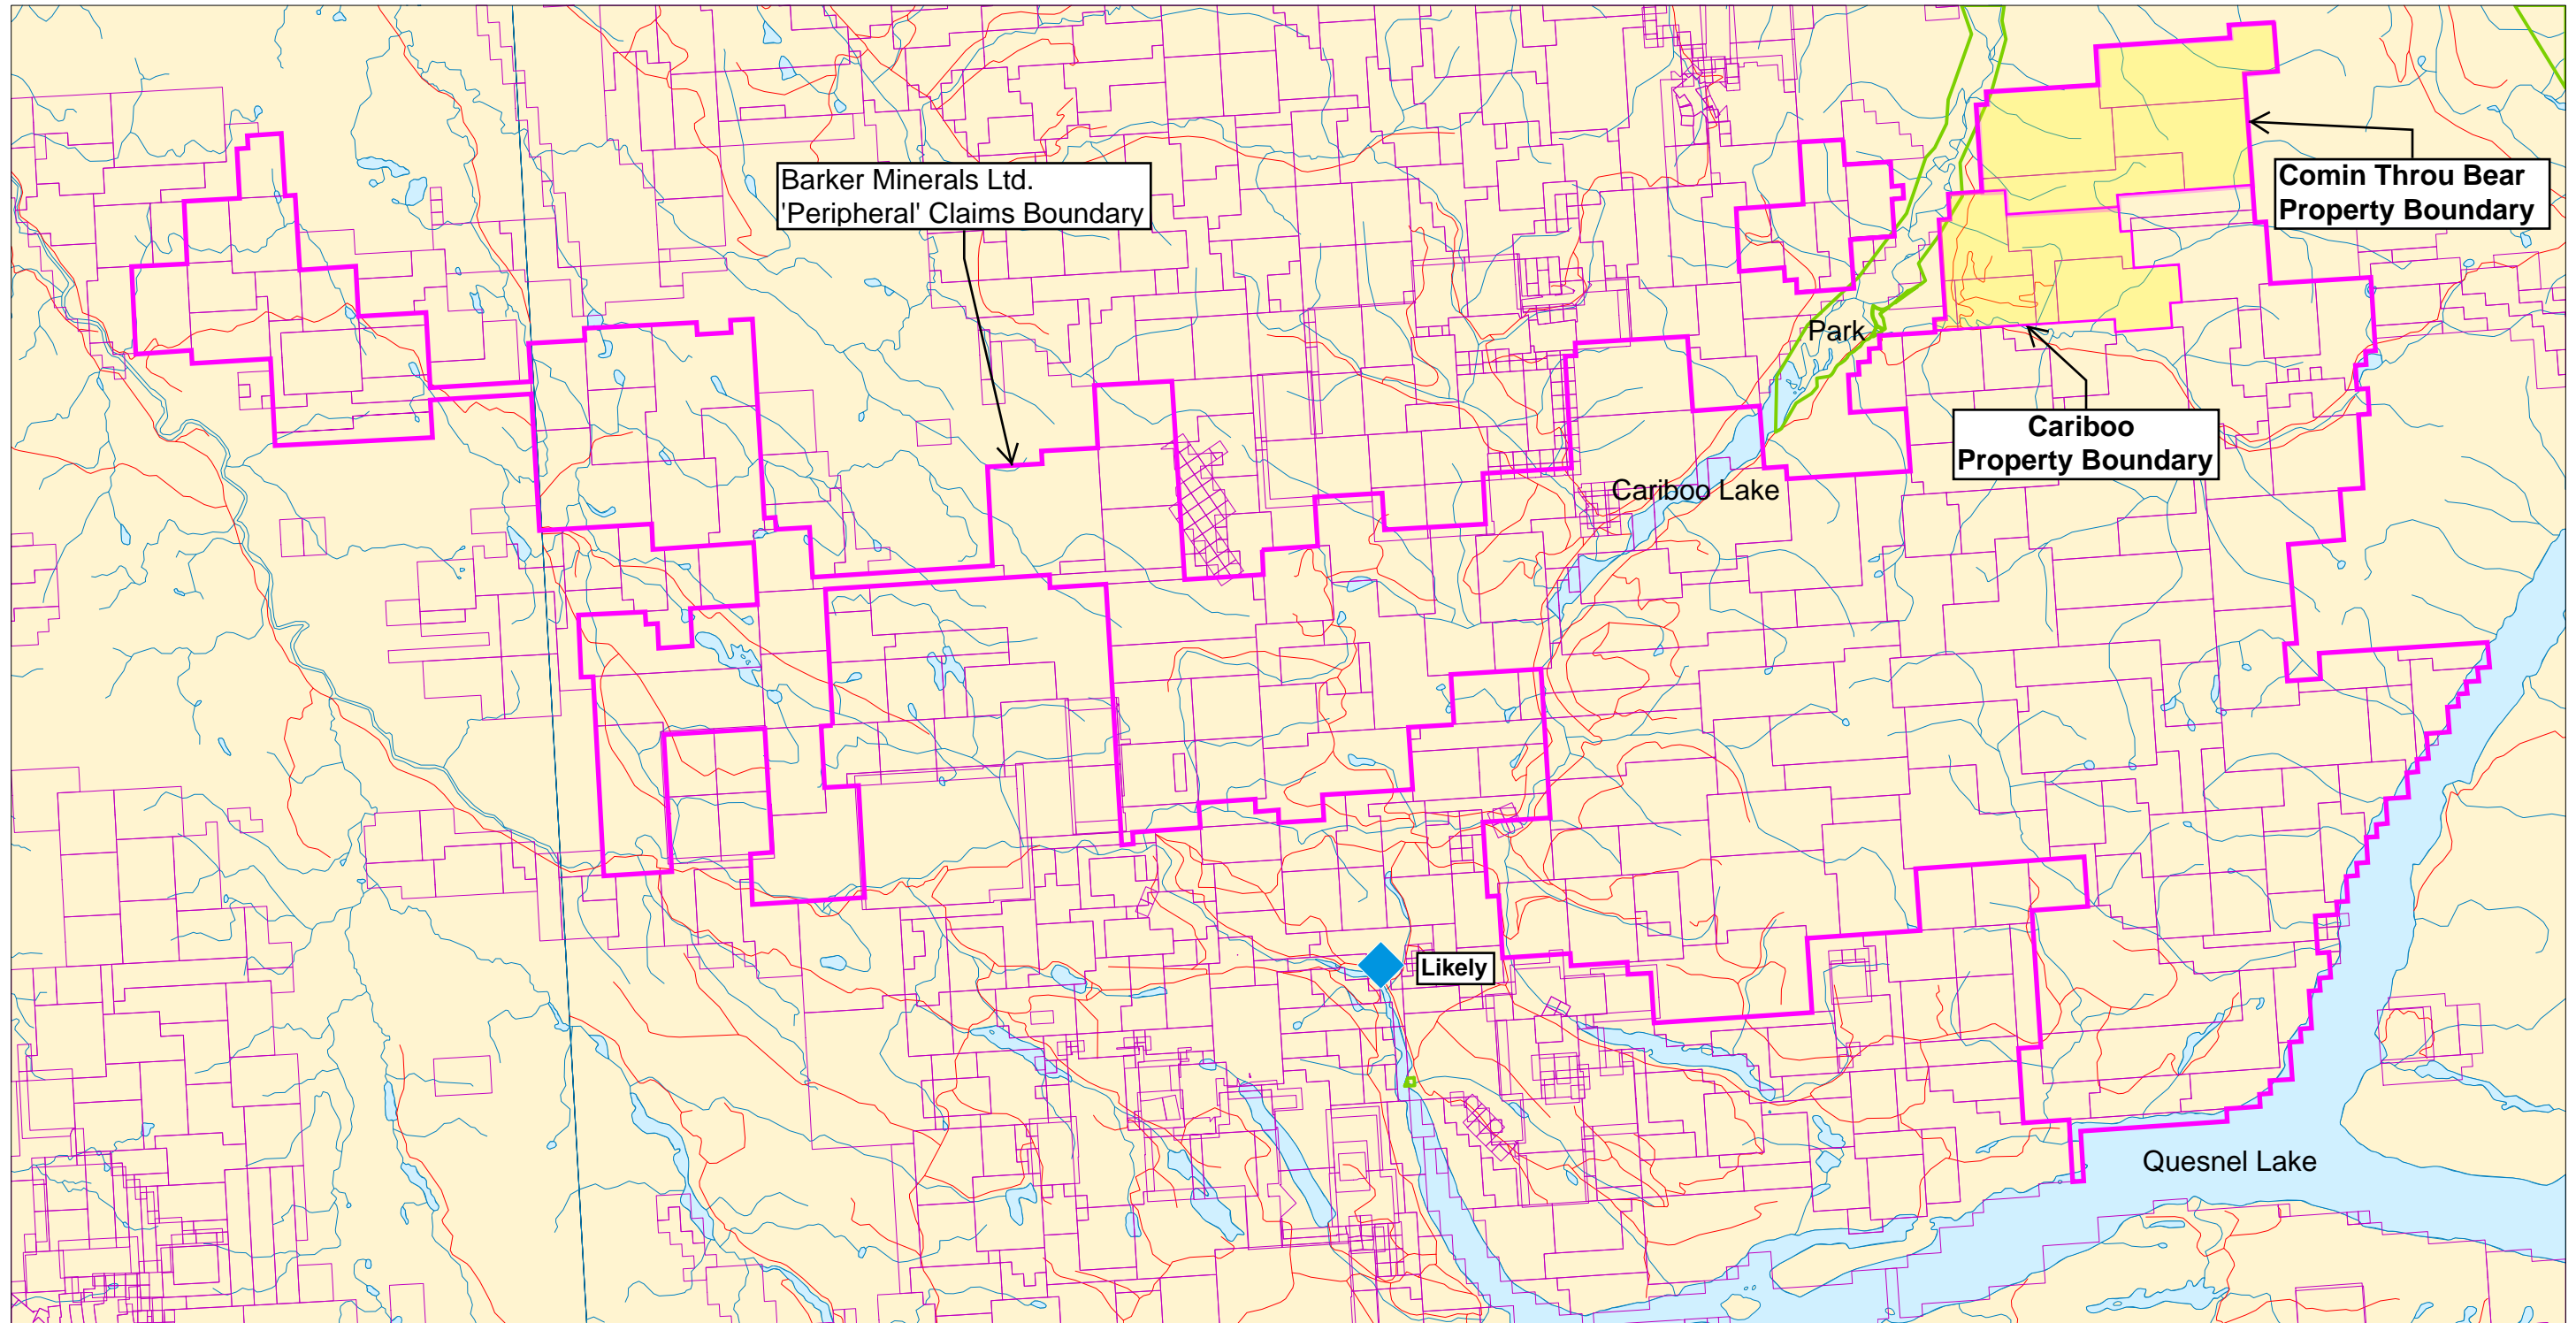 Barker Minerals Ltd.
'Peripheral' Claims Boundary
Comin Throu Bear
Property Boundary
Park
Cariboo
Property Boundary
Cariboo Lake
Likely
Quesnel Lake